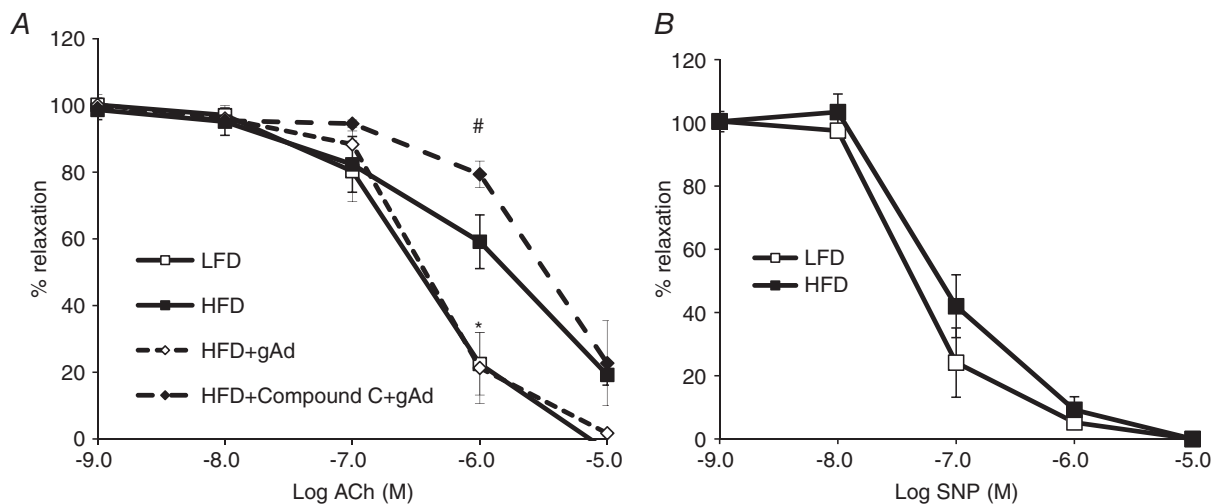 A
% relaxation
120
100
80
60
40
20
0
-9.0 -8.0 -7.0 -6.0 -5.0
Log ACh (M)
#
*
LFD
HFD
HFD+gAd
HFD+Compound C+gAd
B
% relaxation
120
100
80
60
40
20
0
-9.0 -8.0 -7.0 -6.0 -5.0
Log SNP (M)
LFD
HFD